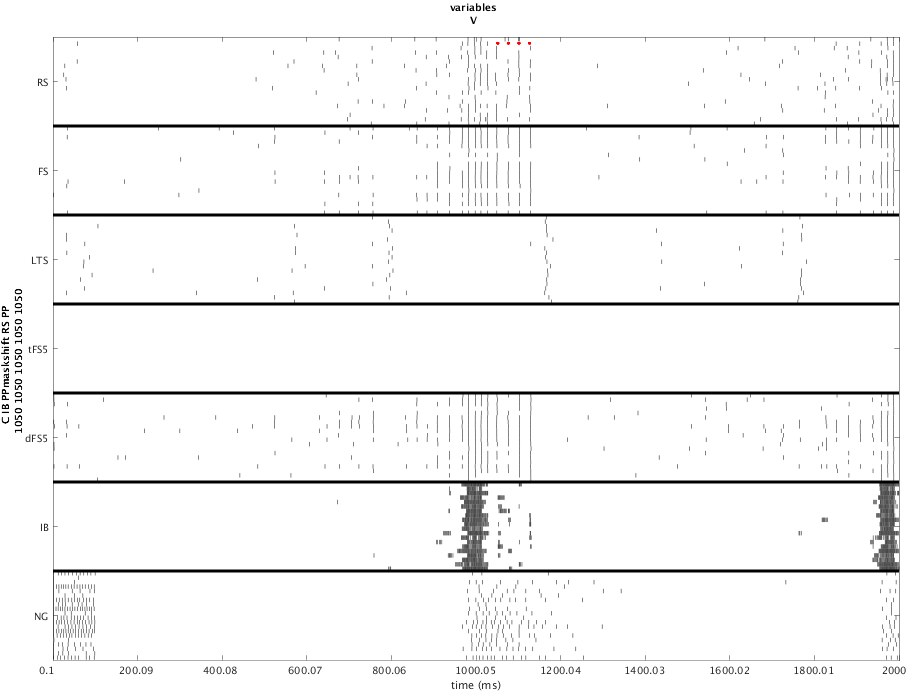 variables
V
RS
FS
LTS
tFS5
dFS5
IB
NG
C IB PPmaskshift RS PP
1050 1050 1050 1050 1050
0.1 200.09 400.08 600.07 800.06 1000.05 1200.04 1400.03 1600.02 1800.01 2000
time (ms)